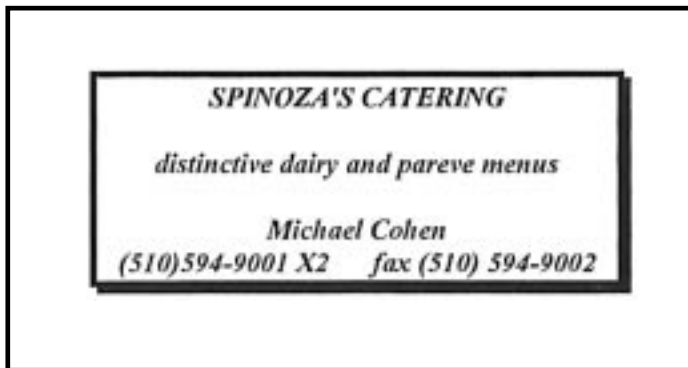 SPINOZA'S CATERING
distinctive dairy and pareve menus
Michael Cohen
(510)594-9001 X2 fax (510) 594-9002